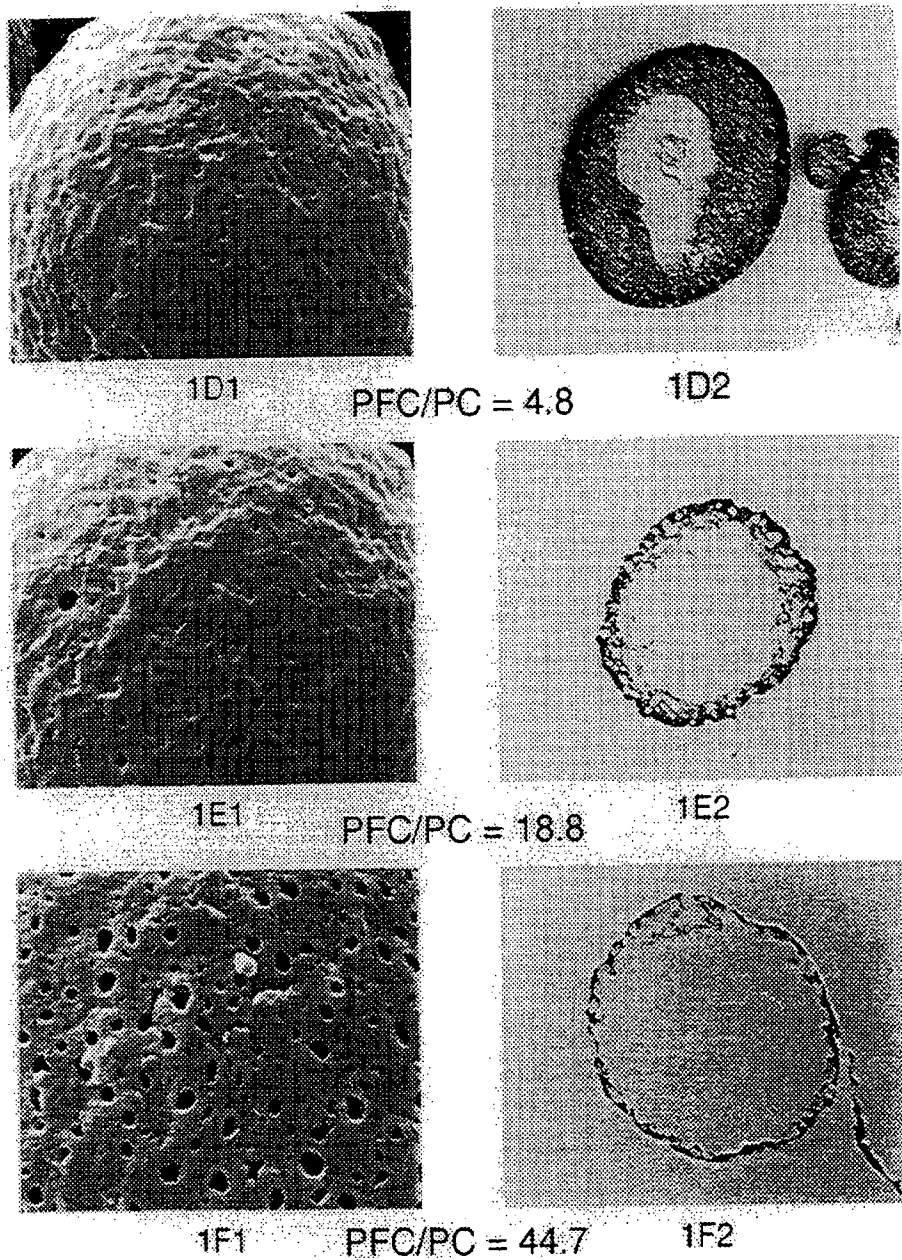 1D1
1D2
PFC/PC = 4.8
1E1
1E2
PFC/PC = 18.8
1F1
PFC/PC = 44.7
1F2